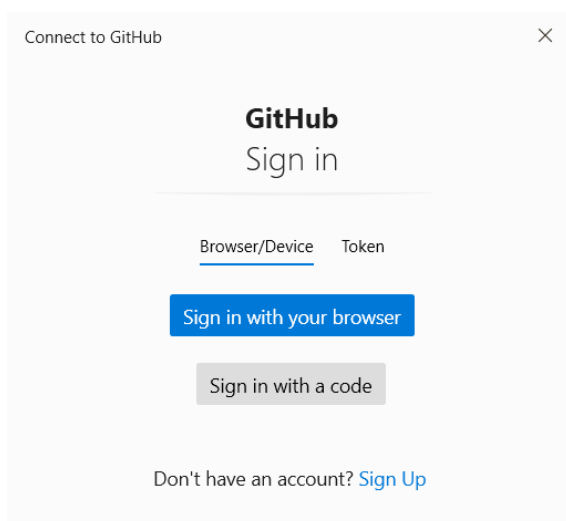 Connect to GitHub
GitHub
Sign in
Browser/Device Token
Sign in with your browser
Sign in with a code
Don't have an account? Sign Up